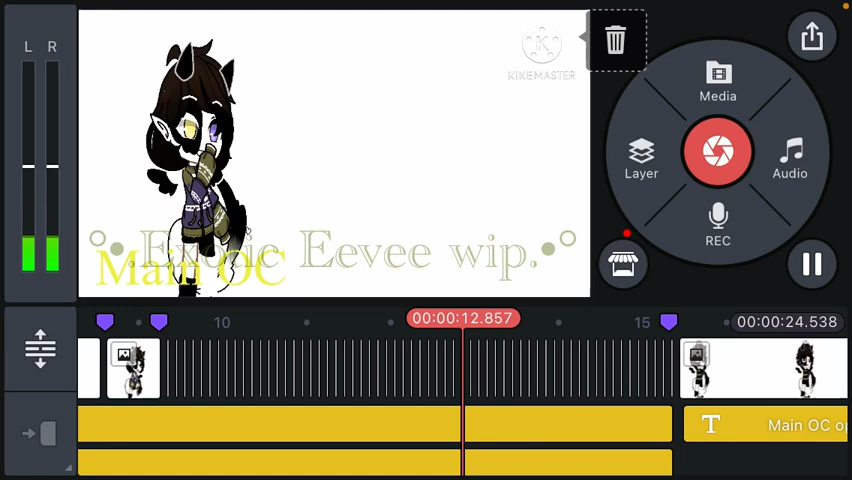 L R
KINEMASTER
Media
Layer
Audio
REC
°•.Exotic Eevee wip.•°
Main OC
10
00:00:12.857
15
00:00:24.538
T Main OC op